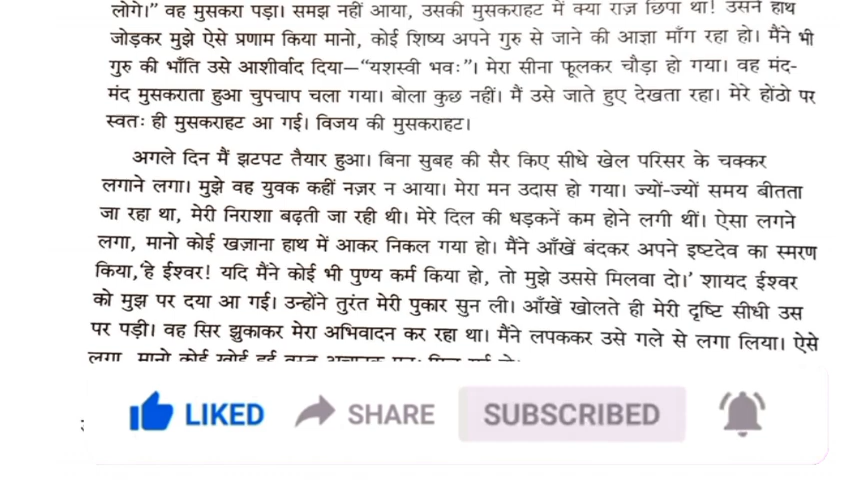 लोगे।” वह मुसकरा पड़ा। समझ नहीं आया, उसकी मुसकराहट में क्या राज़ छिपा था! उसने हाथ
जोड़कर मुझे ऐसे प्रणाम किया मानो, कोई शिष्य अपने गुरु से जाने की आज्ञा माँग रहा हो। मैंने भी
गुरु की भाँति उसे आशीर्वाद दिया—“यशस्वी भवः”। मेरा सीना फूलकर चौड़ा हो गया। वह मंद-
मंद मुसकराता हुआ चुपचाप चला गया। बोला कुछ नहीं। मैं उसे जाते हुए देखता रहा। मेरे होंठो पर
स्वतः ही मुसकराहट आ गई। विजय की मुसकराहट।
अगले दिन मैं झटपट तैयार हुआ। बिना सुबह की सैर किए सीधे खेल परिसर के चक्कर
लगाने लगा। मुझे वह युवक कहीं नज़र न आया। मेरा मन उदास हो गया। ज्यों-ज्यों समय बीतता
जा रहा था, मेरी निराशा बढ़ती जा रही थी। मेरे दिल की धड़कनें कम होने लगी थीं। ऐसा लगने
लगा, मानो कोई खज़ाना हाथ में आकर निकल गया हो। मैंने आँखें बंदकर अपने इष्टदेव का स्मरण
किया,‘हे ईश्वर! यदि मैंने कोई भी पुण्य कर्म किया हो, तो मुझे उससे मिलवा दो।’ शायद ईश्वर
को मुझ पर दया आ गई। उन्होंने तुरंत मेरी पुकार सुन ली। आँखें खोलते ही मेरी दृष्टि सीधी उस
पर पड़ी। वह सिर झुकाकर मेरा अभिवादन कर रहा था। मैंने लपककर उसे गले से लगा लिया। ऐसे
लगा, मानो कोई खोई हुई वस्तु अचानक
LIKED SHARE SUBSCRIBED